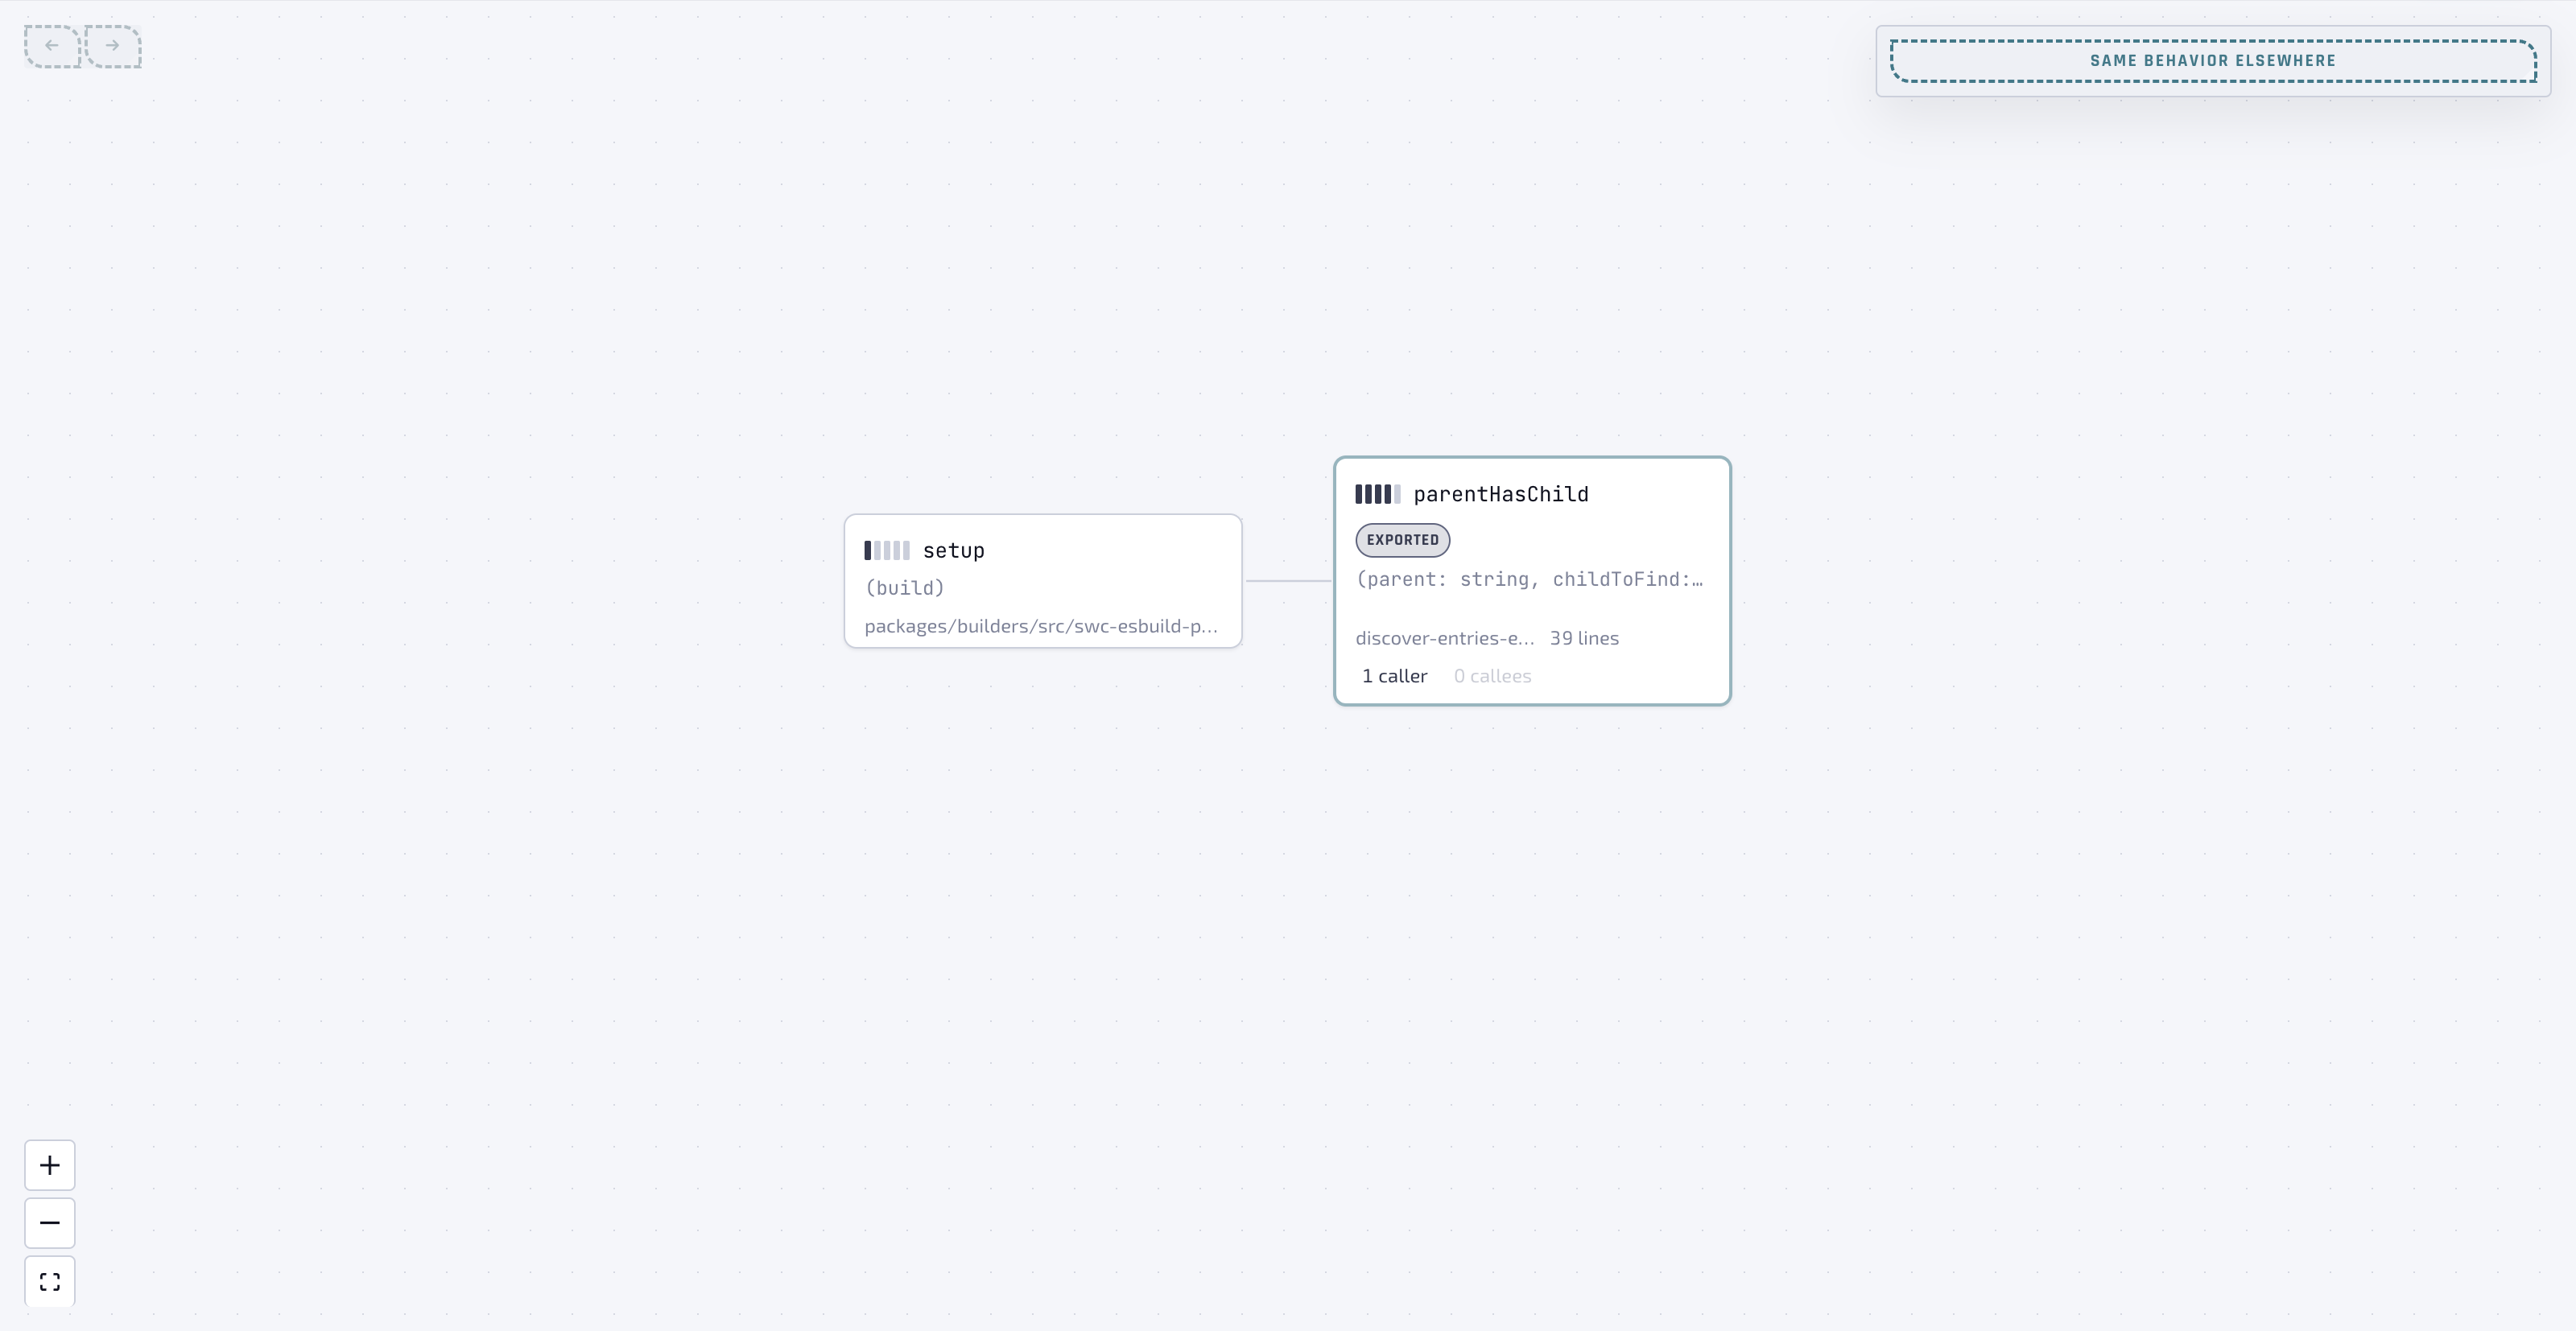 SAME BEHAVIOR ELSEWHERE
setup
(build)
packages/builders/src/swc-esbuild-p…
parentHasChild
EXPORTED
(parent: string, childToFind:…
discover-entries-e… 39 lines
1 caller 0 callees